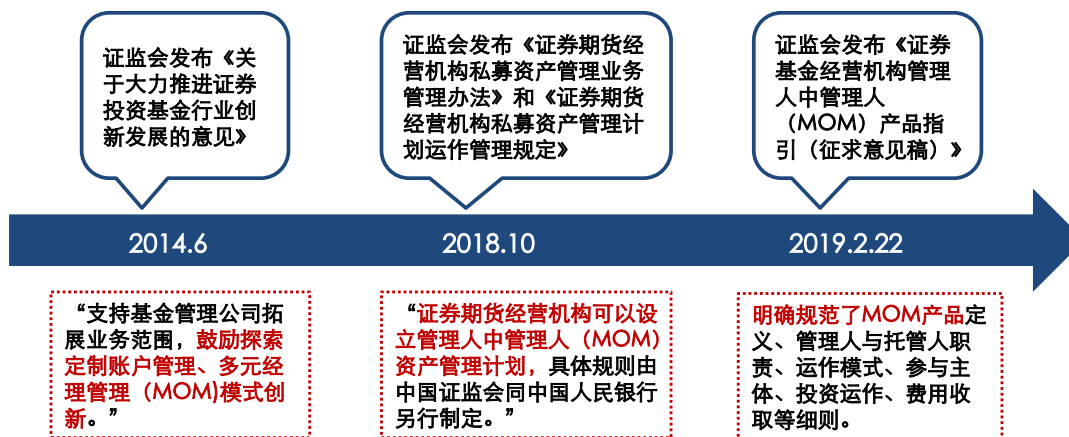 证监会发布《关
于大力推进证券
投资基金行业创
新发展的意见》
证监会发布《证券期货经
营机构私募资产管理业务
管理办法》和《证券期货
经营机构私募资产管理计
划运作管理规定》
证监会发布《证券
基金经营机构管理
人中管理人
（MOM）产品指
引（征求意见稿）》
2014.6
2018.10
2019.2.22
“支持基金管理公司拓
展业务范围，鼓励探索
定制账户管理、多元经
理管理（MOM)模式创
新。”
“证券期货经营机构可以设
立管理人中管理人（MOM）
资产管理计划，具体规则由
中国证监会同中国人民银行
另行制定。”
明确规范了MOM产品定
义、管理人与托管人职
责、运作模式、参与主
体、投资运作、费用收
取等细则。